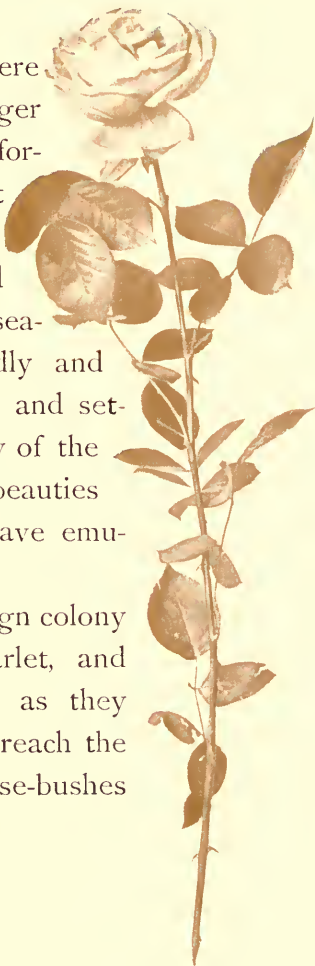 ere
ger
for-
t
l
sea-
lly and
and set-
y of the
beauties
ave emu-
gn colony
rlet, and
as they
reach the
se-bushes